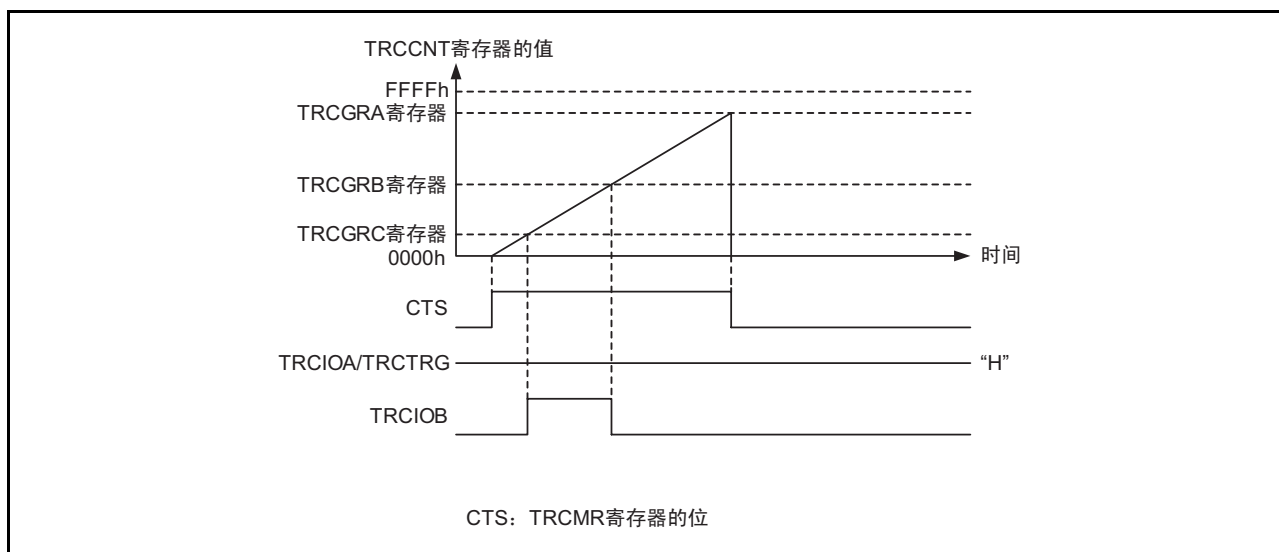 TRCCNT寄存器的值
FFFFh
TRCGRA寄存器
TRCGRB寄存器
TRCGRC寄存器
0000h
时间
CTS
TRCIOA/TRCTRG
“H”
TRCIOB
CTS：TRCMR寄存器的位